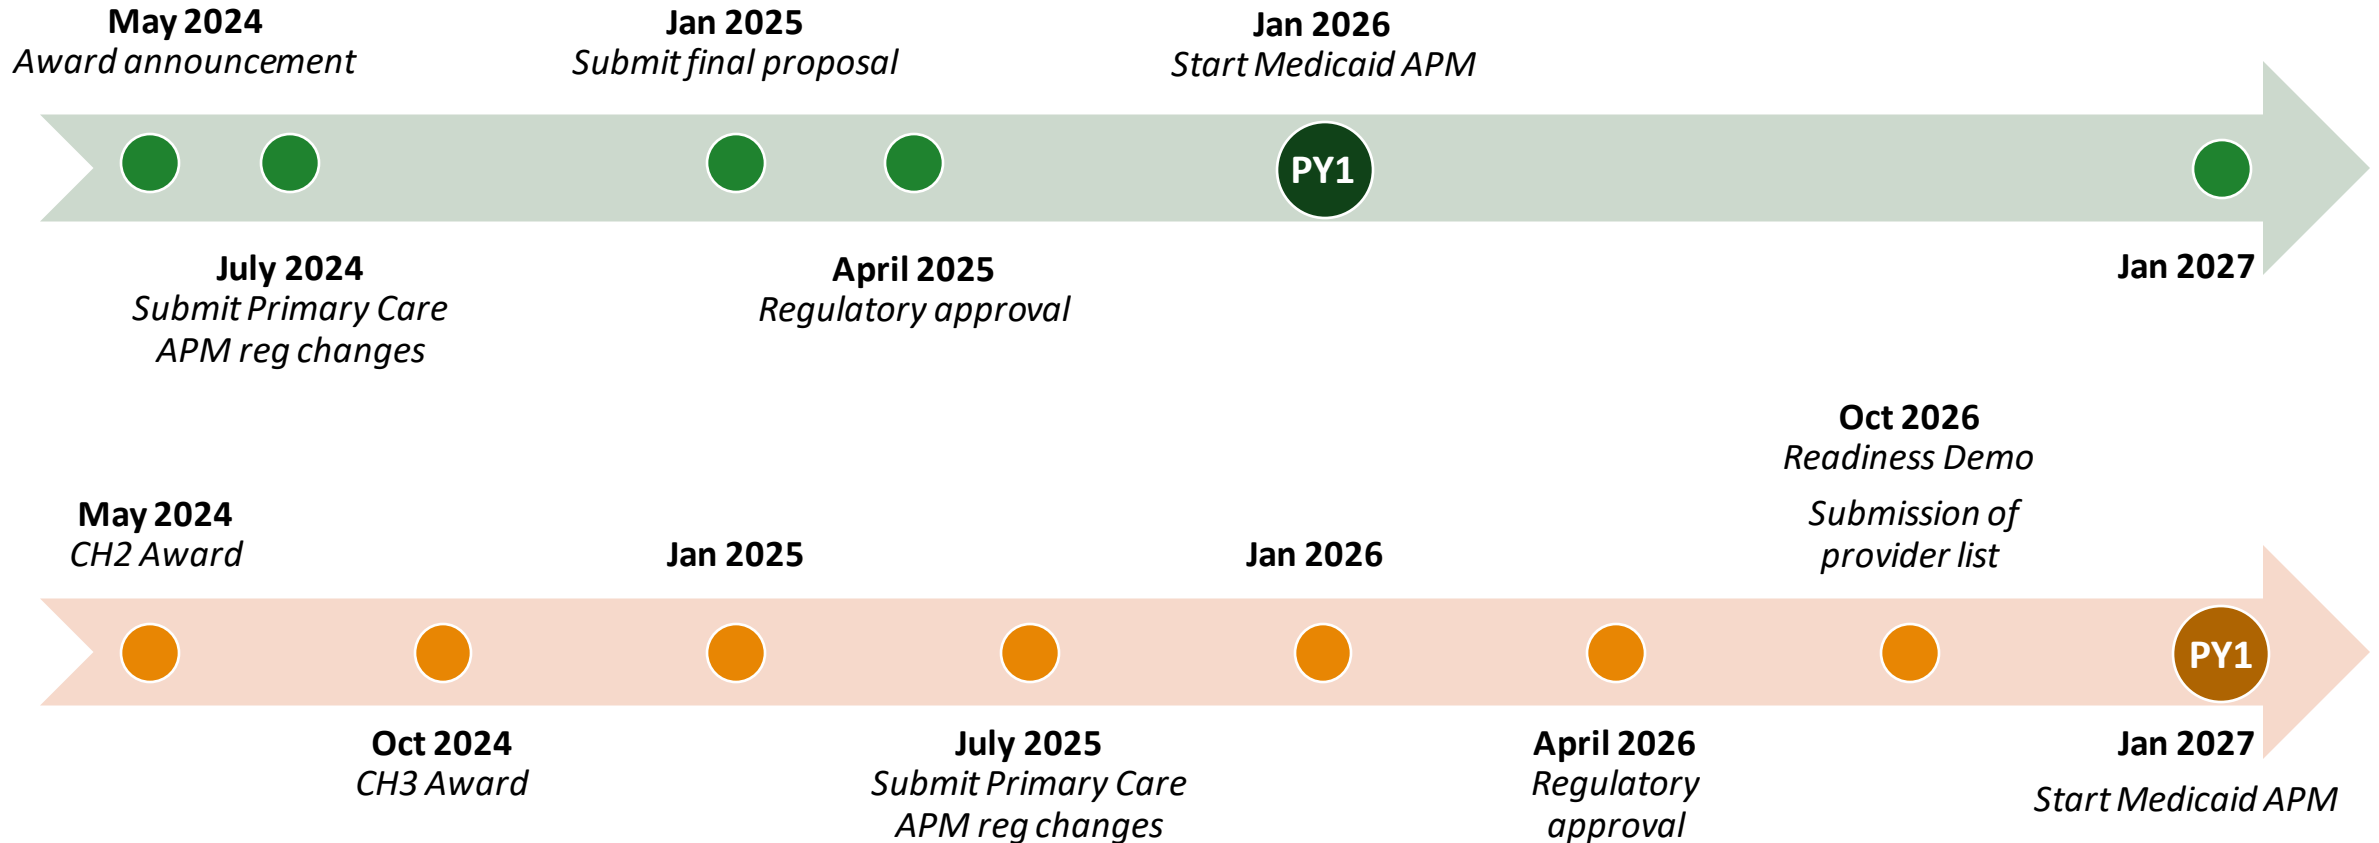 May 2024
Award announcement
Jan 2025
Submit final proposal
Jan 2026
Start Medicaid APM
PY1
July 2024
Submit Primary Care
APM reg changes
April 2025
Regulatory approval
Jan 2027
May 2024
CH2 Award
Jan 2025
Jan 2026
Oct 2026
Readiness Demo
Submission of
provider list
PY1
Oct 2024
CH3 Award
July 2025
Submit Primary Care
APM reg changes
April 2026
Regulatory
approval
Jan 2027
Start Medicaid APM